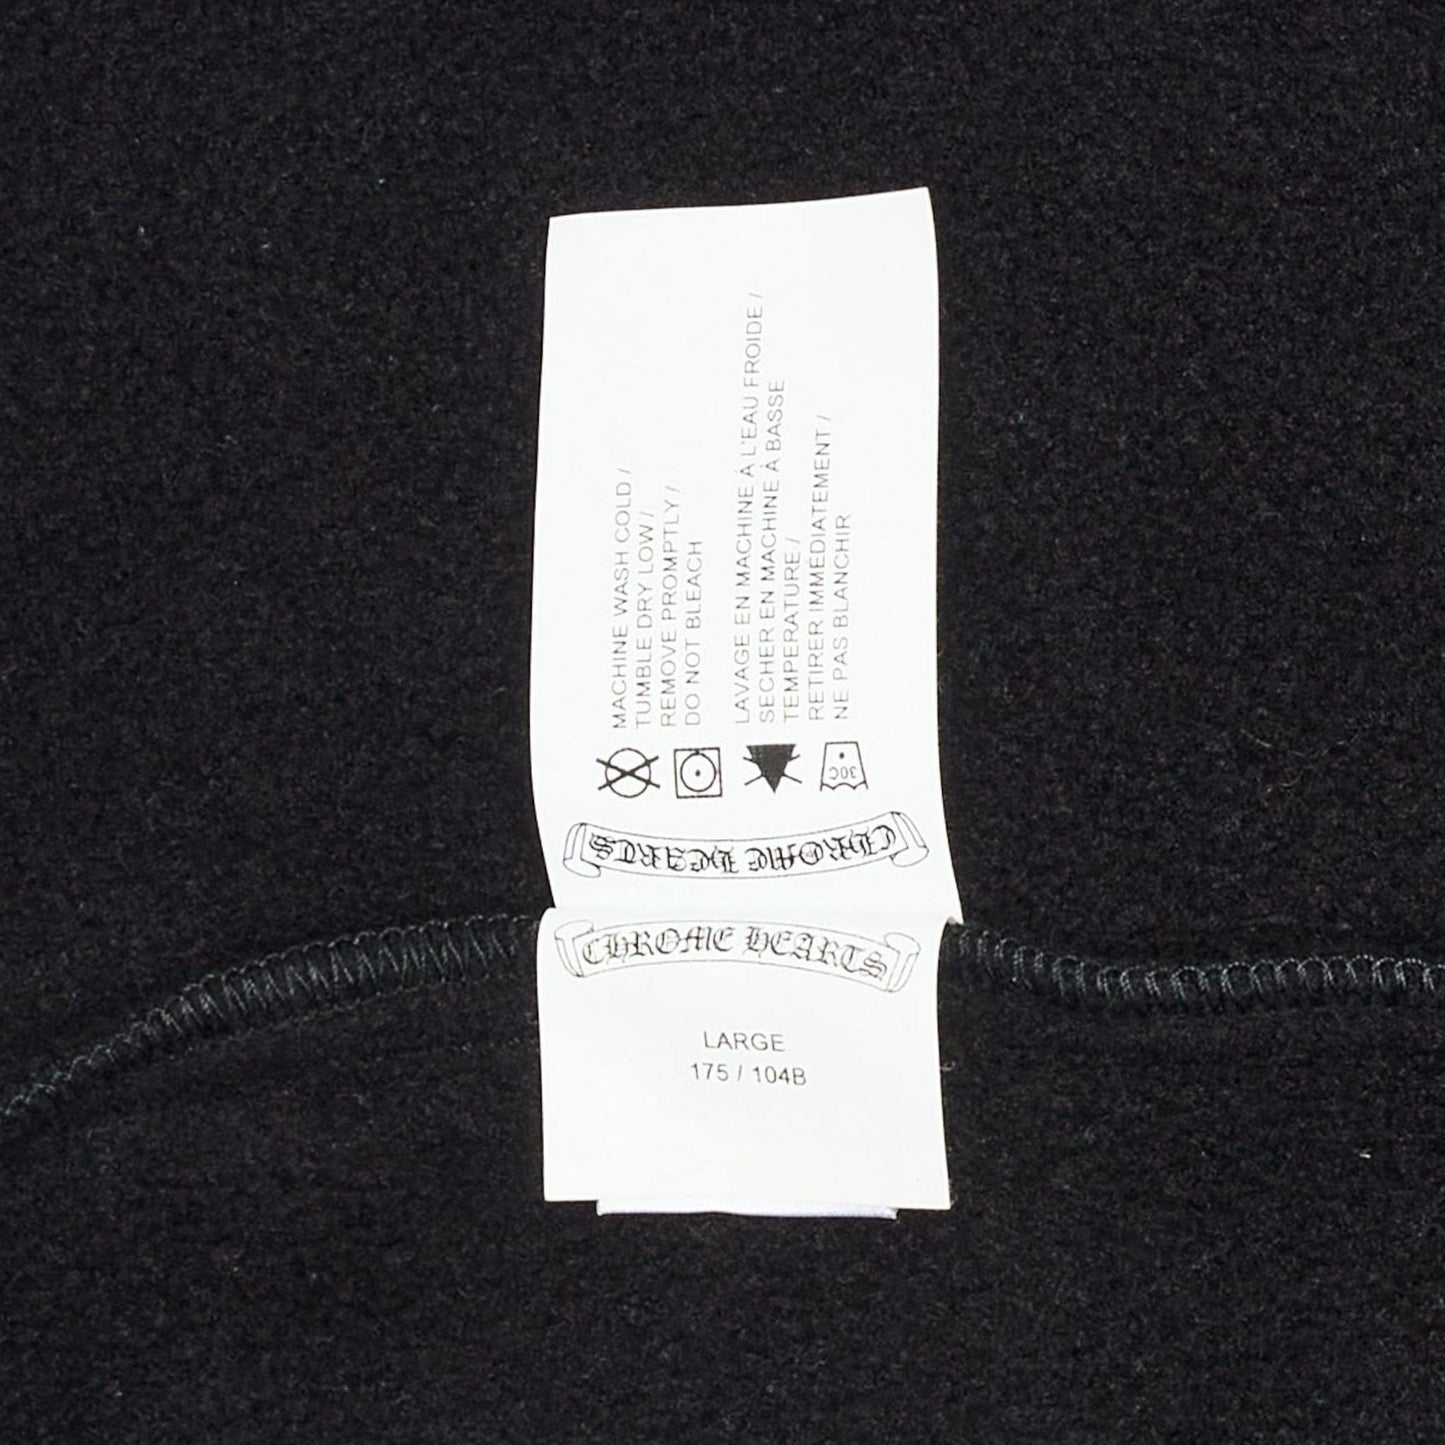 MACHINE WASH COLD /
TUMBLE DRY LOW /
REMOVE PROMPTLY /
DO NOT BLEACH
LAVAGE EN MACHINE À L'EAU FROIDE /
SECHER EN MACHINE À BASSE
TEMPERATURE /
RETIRER IMMÉDIATEMENT /
NE PAS BLANCHIR
30C
CHROME HEARTS
CHROME HEARTS
LARGE
175 / 104B